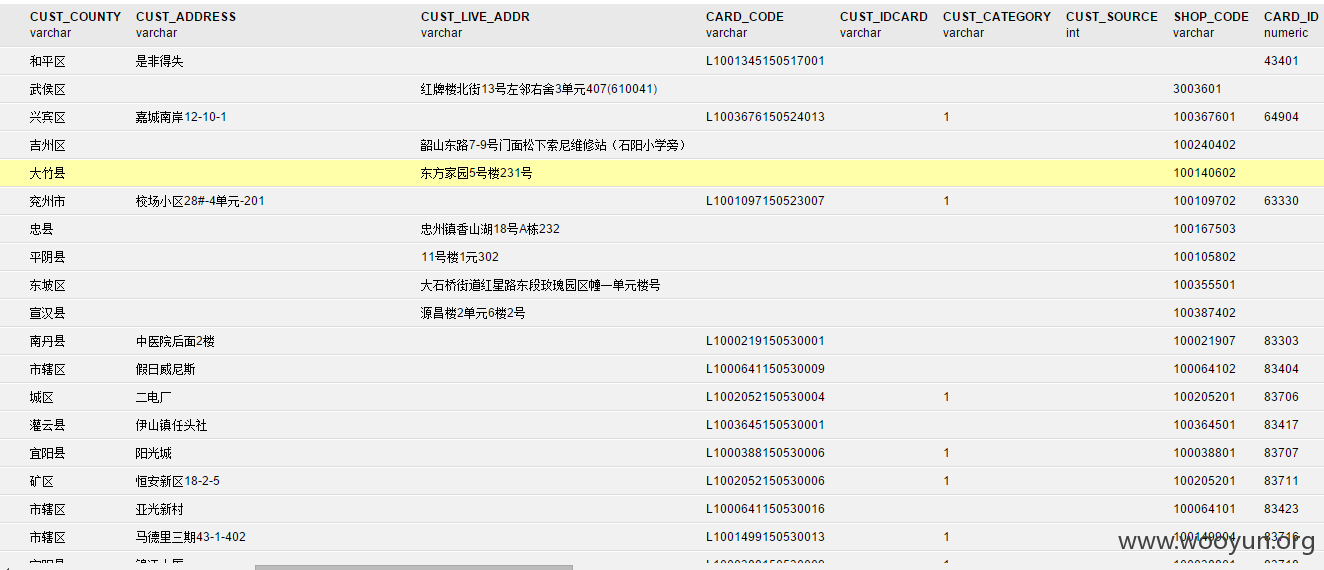 CUST_COUNTY CUST_ADDRESS CUST_LIVE_ADDR CARD_CODE CUST_IDCARD CUST_CATEGORY CUST_SOURCE SHOP_CODE CARD_ID
varchar varchar varchar varchar varchar varchar int varchar numeric
和平区 是非得失 L1001345150517001 43401
武侯区 红牌楼北街13号左邻右舍3单元407(610041) 3003601
兴宾区 嘉城南岸12-10-1 L1003676150524013 1 100367601 64904
吉州区 韶山东路7-9号门面松下索尼维修站（石阳小学旁） 100240402
大竹县 东方家园5号楼231号 100140602
兖州市 校场小区28#-4单元-201 L1001097150523007 1 100109702 63330
忠县 忠州镇香山湖18号A栋232 100167503
平阴县 11号楼1元302 100105802
东坡区 大石桥街道红星路东段玫瑰园区幢一单元楼号 100355501
宣汉县 源昌楼2单元6楼2号 100387402
南丹县 中医院后面2楼 L1000219150530001 100021907 83303
市辖区 假日威尼斯 L1000641150530009 100064102 83404
城区 二电厂 L1002052150530004 1 100205201 83706
灌云县 伊山镇任头社 L1003645150530001 100364501 83417
宜阳县 阳光城 L1000388150530006 1 100038801 83707
矿区 恒安新区18-2-5 L1002052150530006 1 100205201 83711
市辖区 亚光新村 L1000641150530016 100064101 83423
市辖区 马德里三期43-1-402 L1001499150530013 1 100149904 83716
www.wooyun.org